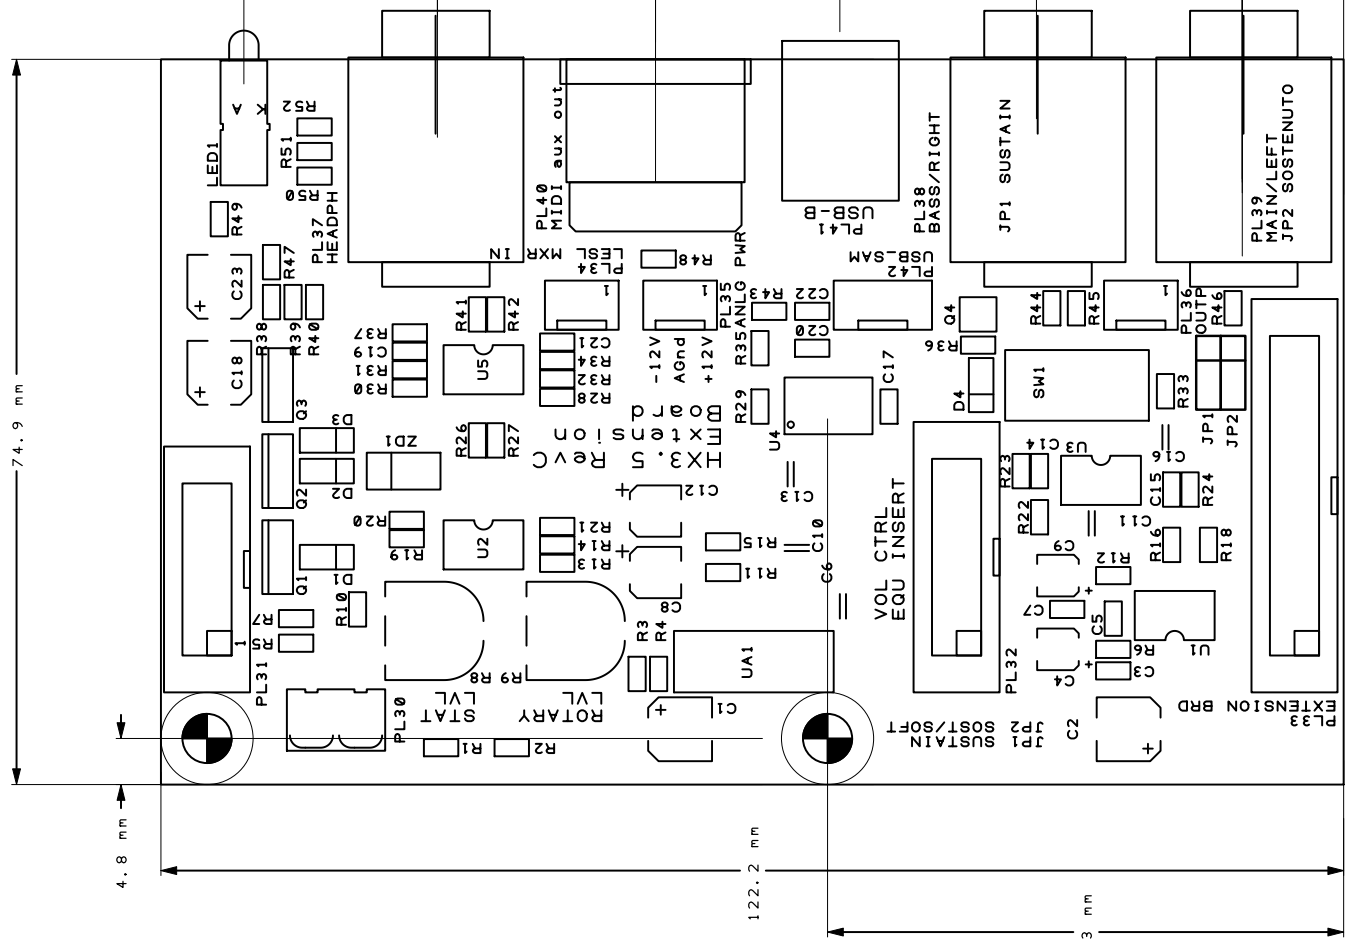 R52
K
A
LED1
R51
R50
R49
PL37
HEADPH
MIDI aux out
PL40
USB-B
PL41
PL38
BASS/RIGHT
JP1 SUSTAIN
PL39
MAIN/LEFT
JP2 SOSTENUTO
C23
R47
R38
R39
R40
C18
MXR IN
LESL
PL34
R48
PWR
USB_SAM
PL42
1
1
PL35
ANLG
R43
C22
C20
R35
R29
Q4
R36
D4
R44
R45
PL36
OUTP
R46
R41
R42
R37
C19
R31
R30
U5
C21
R34
R32
R28
-12V
AGnd
+12V
C17
SW1
R33
JP1
JP2
Q3
D3
ZD1
D2
Q2
R26
R27
HX3.5 RevC
Extension
Board
U4
C13
C12
C10
C6
R20
R19
U2
R21
R14
R13
R15
R11
C8
VOL CTRL
EQU INSERT
R23
C14
U3
C16
C15
R24
R22
C11
R16
R18
C9
R12
C7
C5
R6
C3
C4
U1
Q1
D1
R10
R7
R5
1
PL31
PL30
R8
R9
STAT
LVL
ROTARY
LVL
R3
R4
UA1
C1
R1
R2
PL32
JP1 SUSTAIN
JP2 SOST/SOFT
C2
PL33
EXTENSION BRD
74.9 mm
4.8 mm
122.2 mm
3 mm